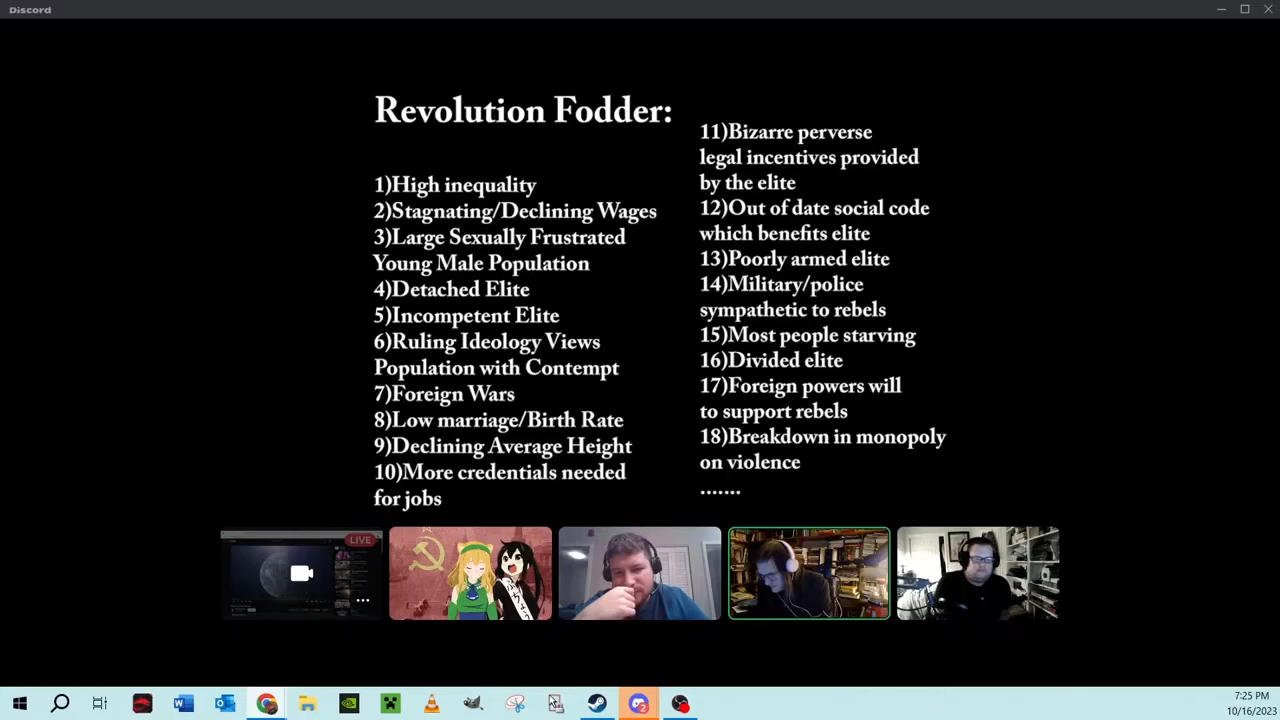 Discord
Revolution Fodder:
1)High inequality
2)Stagnating/Declining Wages
3)Large Sexually Frustrated
Young Male Population
4)Detached Elite
5)Incompetent Elite
6)Ruling Ideology Views
Population with Contempt
7)Foreign Wars
8)Low marriage/Birth Rate
9)Declining Average Height
10)More credentials needed
for jobs
11)Bizarre perverse
legal incentives provided
by the elite
12)Out of date social code
which benefits elite
13)Poorly armed elite
14)Military/police
sympathetic to rebels
15)Most people starving
16)Divided elite
17)Foreign powers will
to support rebels
18)Breakdown in monopoly
on violence
.......
LIVE
7:25 PM
10/16/2023